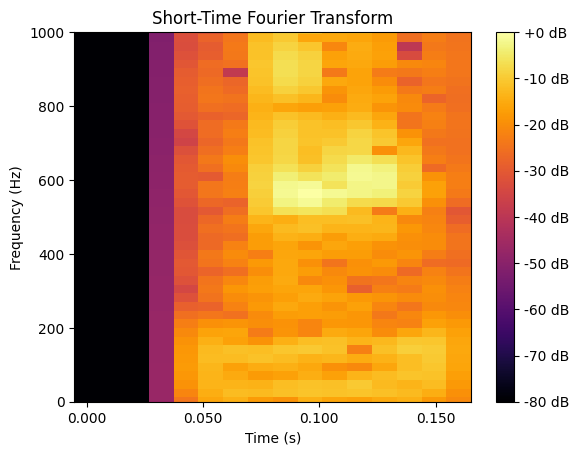 Short-Time Fourier Transform
1000
800
600
400
200
0
Frequency (Hz)
0.000
0.050
0.100
0.150
Time (s)
+0 dB
-10 dB
-20 dB
-30 dB
-40 dB
-50 dB
-60 dB
-70 dB
-80 dB